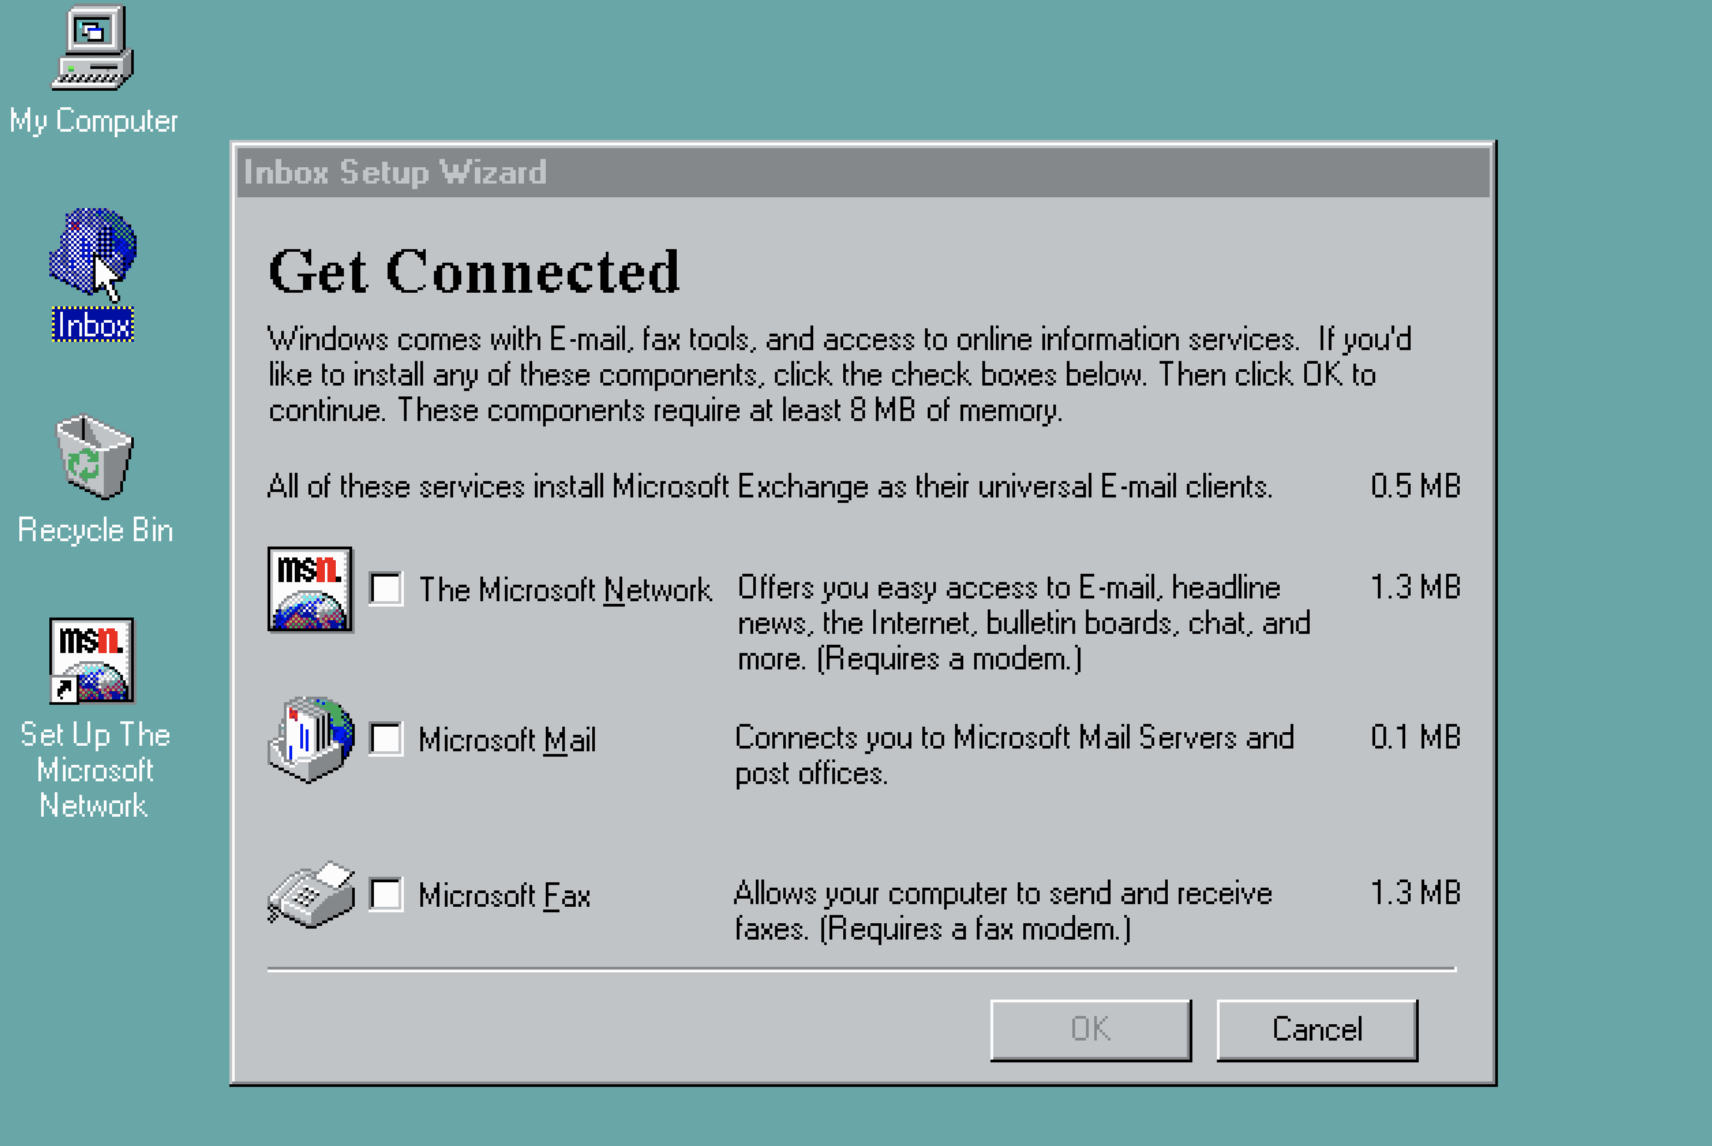 My Computer
Inbox
Recycle Bin
msn.
Set Up The
Microsoft
Network
Inbox Setup Wizard
Get Connected
Windows comes with E-mail, fax tools, and access to online information services.  If you'd
like to install any of these components, click the check boxes below. Then click OK to
continue. These components require at least 8 MB of memory.
All of these services install Microsoft Exchange as their universal E-mail clients. 0.5 MB
msn.
The Microsoft Network
Offers you easy access to E-mail, headline
news, the Internet, bulletin boards, chat, and
more. (Requires a modem.)
1.3 MB
Microsoft Mail
Connects you to Microsoft Mail Servers and
post offices.
0.1 MB
Microsoft Fax
Allows your computer to send and receive
faxes. (Requires a fax modem.)
1.3 MB
OK
Cancel